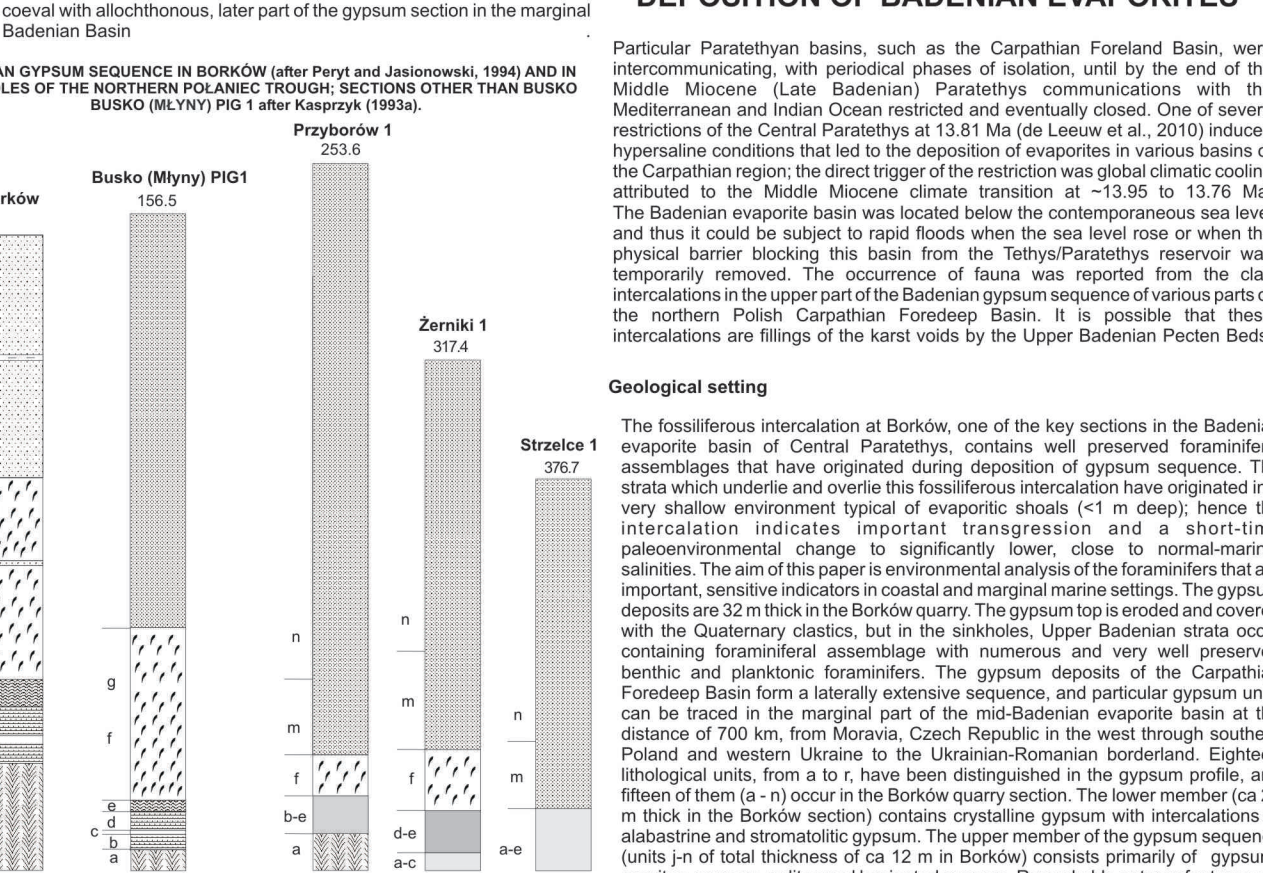 coeval with allochthonous, later part of the gypsum section in the marginal
Badenian Basin .
AN GYPSUM SEQUENCE IN BORKÓW (after Peryt and Jasionowski, 1994) AND IN
LES OF THE NORTHERN POŁANIEC TROUGH; SECTIONS OTHER THAN BUSKO
BUSKO (MŁYNY) PIG 1 after Kasprzyk (1993a).
rków
Busko (Młyny) PIG1
156.5
g
f
e
d
c
b
a
Przyborów 1
253.6
n
m
f
b-e
a
Żerniki 1
317.4
n
m
f
d-e
a-c
Strzelce 1
376.7
n
m
a-e
DEPOSITION OF BADENIAN EVAPORITES
Particular Paratethyan basins, such as the Carpathian Foreland Basin, wer
intercommunicating, with periodical phases of isolation, until by the end of th
Middle Miocene (Late Badenian) Paratethys communications with th
Mediterranean and Indian Ocean restricted and eventually closed. One of sever
restrictions of the Central Paratethys at 13.81 Ma (de Leeuw et al., 2010) induce
hypersaline conditions that led to the deposition of evaporites in various basins o
the Carpathian region; the direct trigger of the restriction was global climatic coolin
attributed to the Middle Miocene climate transition at ~13.95 to 13.76 Ma
The Badenian evaporite basin was located below the contemporaneous sea leve
and thus it could be subject to rapid floods when the sea level rose or when th
physical barrier blocking this basin from the Tethys/Paratethys reservoir wa
temporarily removed. The occurrence of fauna was reported from the cla
intercalations in the upper part of the Badenian gypsum sequence of various parts o
the northern Polish Carpathian Foredeep Basin. It is possible that thes
intercalations are fillings of the karst voids by the Upper Badenian Pecten Beds
Geological setting
The fossiliferous intercalation at Borków, one of the key sections in the Badenia
evaporite basin of Central Paratethys, contains well preserved foraminifer
assemblages that have originated during deposition of gypsum sequence. Th
strata which underlie and overlie this fossiliferous intercalation have originated in
very shallow environment typical of evaporitic shoals (<1 m deep); hence th
intercalation indicates important transgression and a short-tim
paleoenvironmental change to significantly lower, close to normal-marin
salinities. The aim of this paper is environmental analysis of the foraminifers that a
important, sensitive indicators in coastal and marginal marine settings. The gypsu
deposits are 32 m thick in the Borków quarry. The gypsum top is eroded and covere
with the Quaternary clastics, but in the sinkholes, Upper Badenian strata occ
containing foraminiferal assemblage with numerous and very well preserve
benthic and planktonic foraminifers. The gypsum deposits of the Carpathia
Foredeep Basin form a laterally extensive sequence, and particular gypsum un
can be traced in the marginal part of the mid-Badenian evaporite basin at th
distance of 700 km, from Moravia, Czech Republic in the west through souther
Poland and western Ukraine to the Ukrainian-Romanian borderland. Eightee
lithological units, from a to r, have been distinguished in the gypsum profile, an
fifteen of them (a - n) occur in the Borków quarry section. The lower member (ca 2
m thick in the Borków section) contains crystalline gypsum with intercalations
alabastrine and stromatolitic gypsum. The upper member of the gypsum sequenc
(units j-n of total thickness of ca 12 m in Borków) consists primarily of gypsum